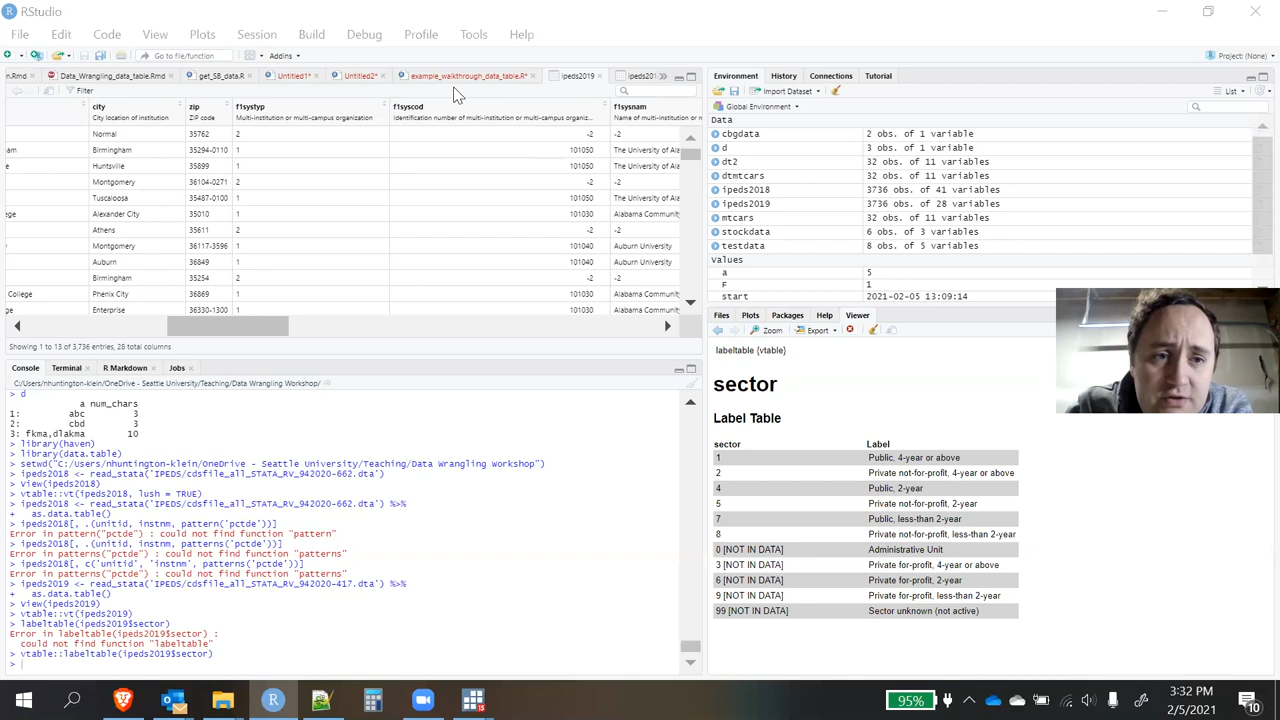 RStudio
File Edit Code View Plots Session Build Debug Profile Tools Help
Go to file/function Addins Project: (None)
n.Rmd Data_Wrangling_data_table.Rmd get_SB_data.R Untitled1* Untitled2* example_walkthrough_data_table.R* ipeds2019 ipeds201
Filter
city zip f1systyp f1syscod f1sysnam
City location of institution ZIP code Multi-institution or multi-campus organization Identification number of multi-institution or multi-campus organiz... Name of multi-institution or n
Normal 35762 2 -2 -2
am Birmingham 35294-0110 1 101050 The University of Ala
Huntsville 35899 1 101050 The University of Ala
Montgomery 36104-0271 2 -2 -2
Tuscaloosa 35487-0100 1 101050 The University of Ala
ege Alexander City 35010 1 101030 Alabama Community
Athens 35611 2 -2 -2
Montgomery 36117-3596 1 101040 Auburn University
Auburn 36849 1 101040 Auburn University
Birmingham 35254 2 -2 -2
College Phenix City 36869 1 101030 Alabama Community
ge Enterprise 36330-1300 1 101030 Alabama Community
Showing 1 to 13 of 3,736 entries, 28 total columns
Console Terminal R Markdown Jobs
C:/Users/nhuntington-klein/OneDrive - Seattle University/Teaching/Data Wrangling Workshop/
> d
a num_chars
1: abc 3
2: cbd 3
3: fkma,dlakma 10
> library(haven)
> library(data.table)
> setwd("C:/Users/nhuntington-klein/OneDrive - Seattle University/Teaching/Data Wrangling Workshop")
> ipeds2018 <- read_stata('IPEDS/cdsfile_all_STATA_RV_942020-662.dta')
> View(ipeds2018)
> vtable::vt(ipeds2018, lush = TRUE)
> ipeds2018 <- read_stata('IPEDS/cdsfile_all_STATA_RV_942020-662.dta') %>%
+ as.data.table()
> ipeds2018[, .(unitid, instnm, pattern('pctde'))]
Error in pattern("pctde") : could not find function "pattern"
> ipeds2018[, .(unitid, instnm, patterns('pctde'))]
Error in patterns("pctde") : could not find function "patterns"
> ipeds2018[, c('unitid', 'instnm', patterns('pctde'))]
Error in patterns("pctde") : could not find function "patterns"
> ipeds2019 <- read_stata('IPEDS/cdsfile_all_STATA_RV_942020-417.dta') %>%
+ as.data.table()
> View(ipeds2019)
> vtable::vt(ipeds2019)
> labeltable(ipeds2019$sector)
Error in labeltable(ipeds2019$sector) :
could not find function "labeltable"
> vtable::labeltable(ipeds2019$sector)
>
Environment History Connections Tutorial
Import Dataset List
Global Environment
Data
cbgdata 2 obs. of 1 variable
d 3 obs. of 1 variable
dt2 32 obs. of 11 variables
dtmtcars 32 obs. of 11 variables
ipeds2018 3736 obs. of 41 variables
ipeds2019 3736 obs. of 28 variables
mtcars 32 obs. of 11 variables
stockdata 6 obs. of 3 variables
testdata 8 obs. of 5 variables
Values
a 5
F 1
start 2021-02-05 13:09:14
Files Plots Packages Help Viewer
Zoom Export
labeltable {vtable}
sector
Label Table
sector Label
1 Public, 4-year or above
2 Private not-for-profit, 4-year or above
4 Public, 2-year
5 Private not-for-profit, 2-year
7 Public, less-than 2-year
8 Private not-for-profit, less-than 2-year
0 [NOT IN DATA] Administrative Unit
3 [NOT IN DATA] Private for-profit, 4-year or above
6 [NOT IN DATA] Private for-profit, 2-year
9 [NOT IN DATA] Private for-profit, less-than 2-year
99 [NOT IN DATA] Sector unknown (not active)
15
95% 3:32 PM
2/5/2021 10